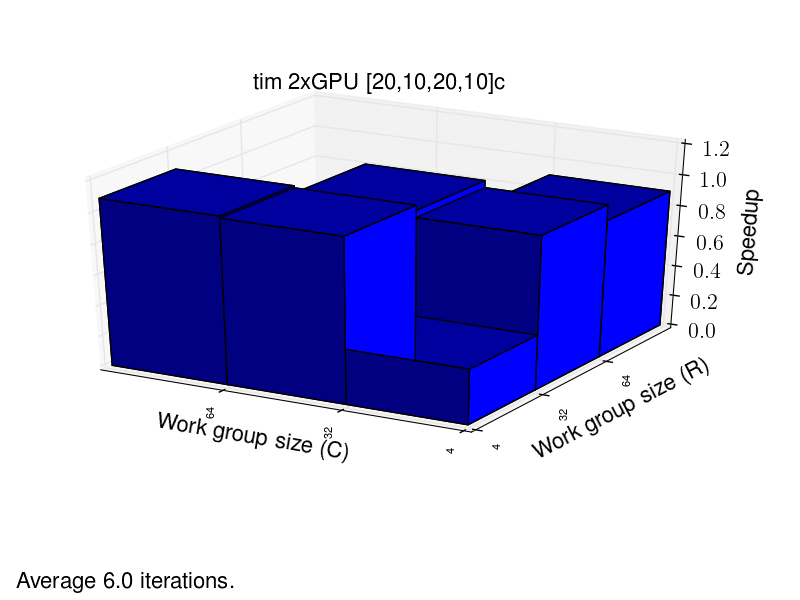 tim 2xGPU [20,10,20,10]c
1.2
1.0
0.8
0.6
0.4
0.2
0.0
Speedup
64
32
4
Work group size (C)
4
32
64
Work group size (R)
Average 6.0 iterations.